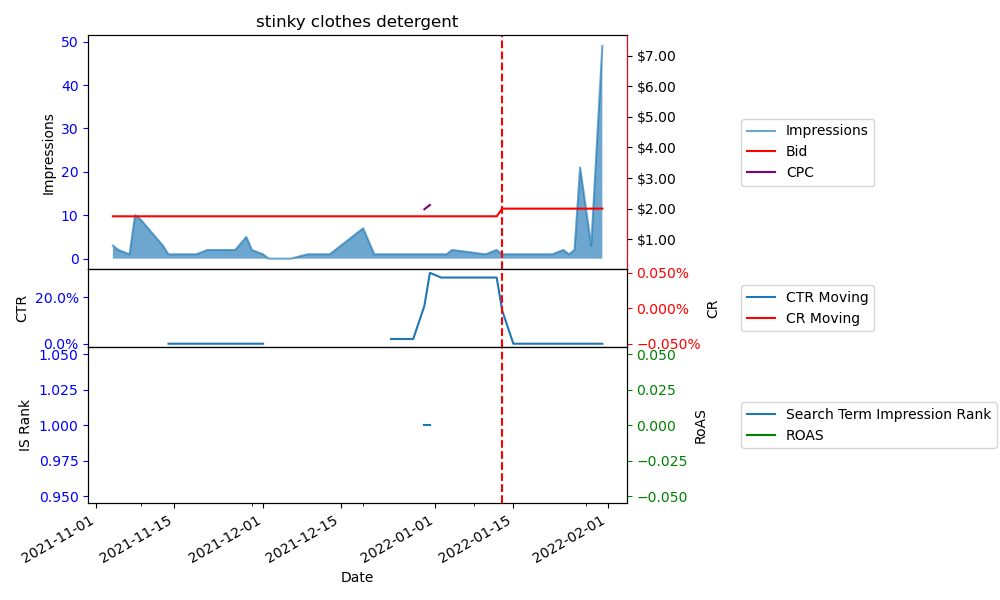 stinky clothes detergent
50
40
30
20
10
0
Impressions
$7.00
$6.00
$5.00
$4.00
$3.00
$2.00
$1.00
Impressions
Bid
CPC
20.0%
0.0%
CTR
0.050%
0.000%
−0.050%
CR
CTR Moving
CR Moving
1.050
1.025
1.000
0.975
0.950
IS Rank
0.050
0.025
0.000
−0.025
−0.050
RoAS
Search Term Impression Rank
ROAS
2021-11-01
2021-11-15
2021-12-01
2021-12-15
2022-01-01
2022-01-15
2022-02-01
Date